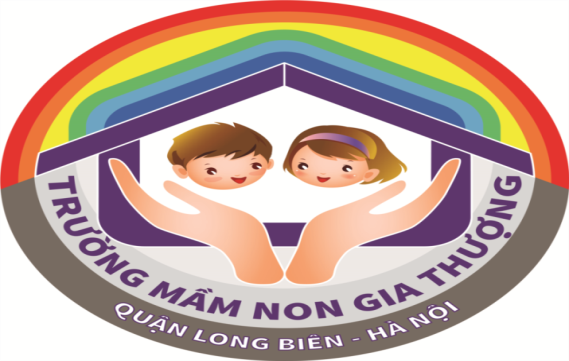 TRƯỜNG MẦM NON GIA THƯỢNG
QUẬN LONG BIÊN - HÀ NỘI